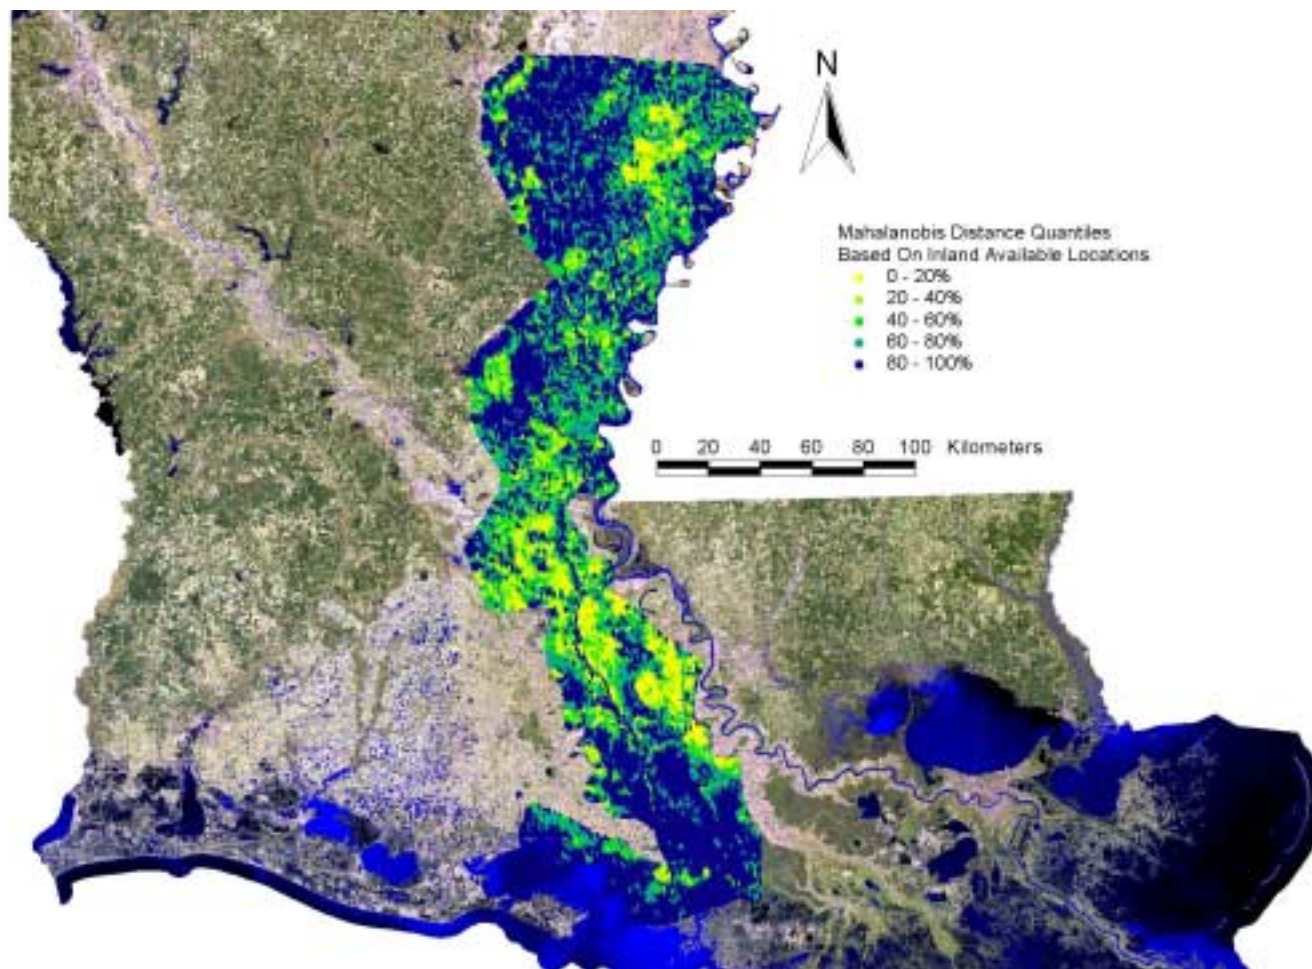 N
Mahalanobis Distance Quantiles
Based On Inland Available Locations
0 - 20%
20 - 40%
40 - 60%
60 - 80%
80 - 100%
0 20 40 60 80 100 Kilometers